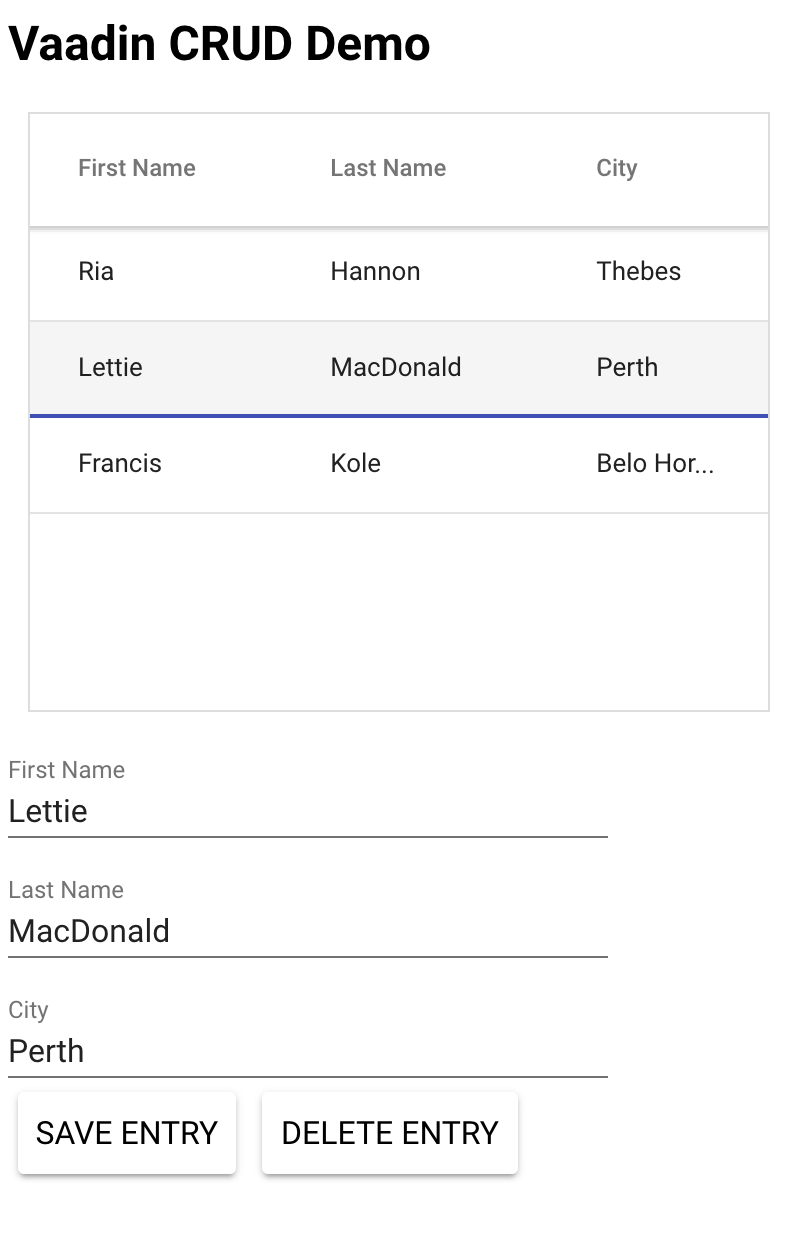 Vaadin CRUD Demo
First Name Last Name City
Ria Hannon Thebes
Lettie MacDonald Perth
Francis Kole Belo Hor...
First Name
Lettie
Last Name
MacDonald
City
Perth
SAVE ENTRY DELETE ENTRY